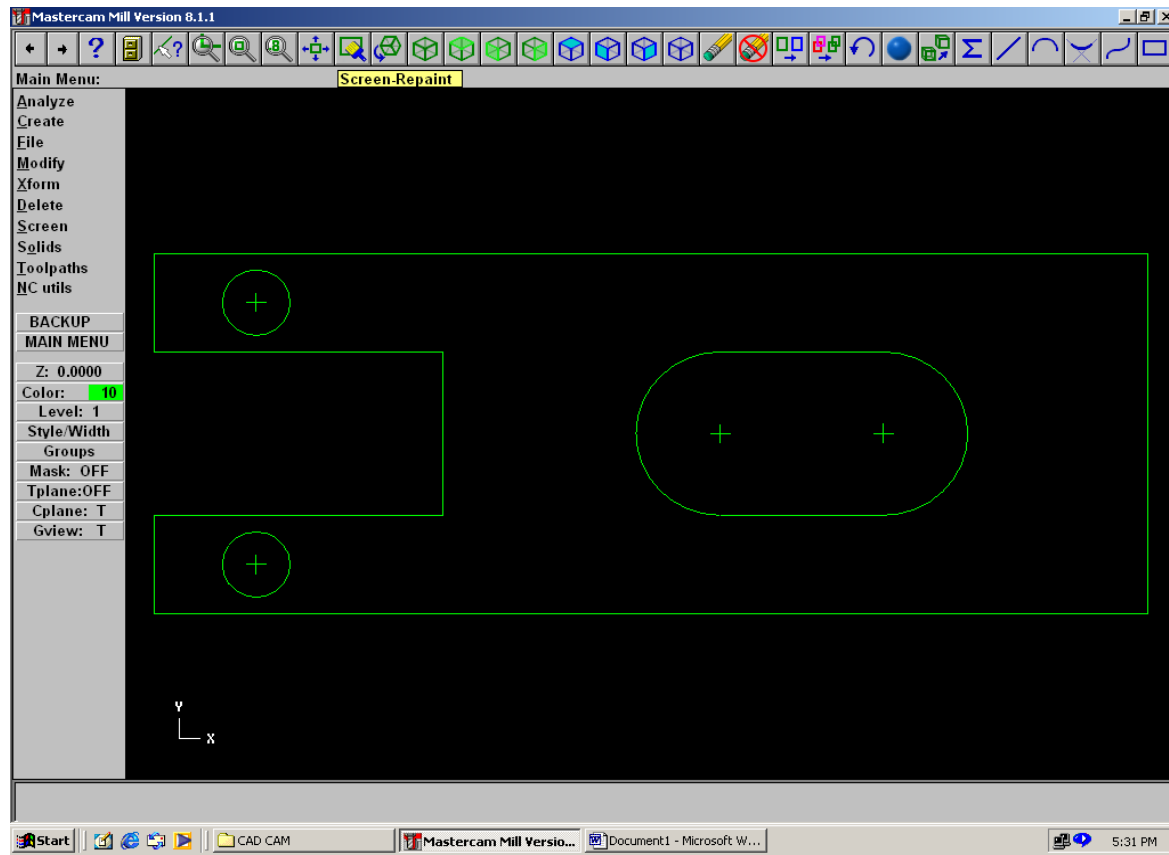 Mastercam Mill Version 8.1.1
Main Menu:
Screen-Repaint
Analyze
Create
File
Modify
Xform
Delete
Screen
Solids
Toolpaths
NC utils
BACKUP
MAIN MENU
Z: 0.0000
Color: 10
Level: 1
Style/Width
Groups
Mask: OFF
Tplane:OFF
Cplane: T
Gview: T
Y
X
Start
CAD CAM
Mastercam Mill Versio...
Document1 - Microsoft W...
5:31 PM